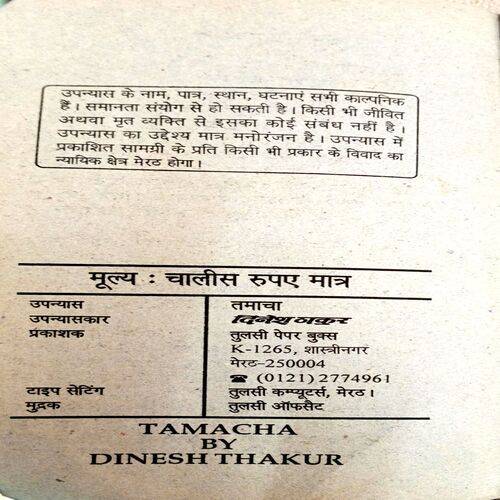 उपन्यास के नाम, पात्र, स्थान, घटनाएं सभी काल्पनिक
हैं। समानता संयोग से हो सकती है। किसी भी जीवित
अथवा मृत व्यक्ति से इसका कोई संबंध नहीं है।
उपन्यास का उद्देश्य मात्र मनोरंजन है। उपन्यास में
प्रकाशित सामग्री के प्रति किसी भी प्रकार के विवाद का
न्यायिक क्षेत्र मेरठ होगा।
मूल्य : चालीस रुपए मात्र
उपन्यास तमाचा
उपन्यासकार दिनेश ठाकुर
प्रकाशक तुलसी पेपर बुक्स
K-1265, शास्त्रीनगर
मेरठ-250004
☎ (0121) 2774961
टाइप सेटिंग तुलसी कम्प्यूटर्स, मेरठ।
मुद्रक तुलसी ऑफसैट
TAMACHA
BY
DINESH THAKUR